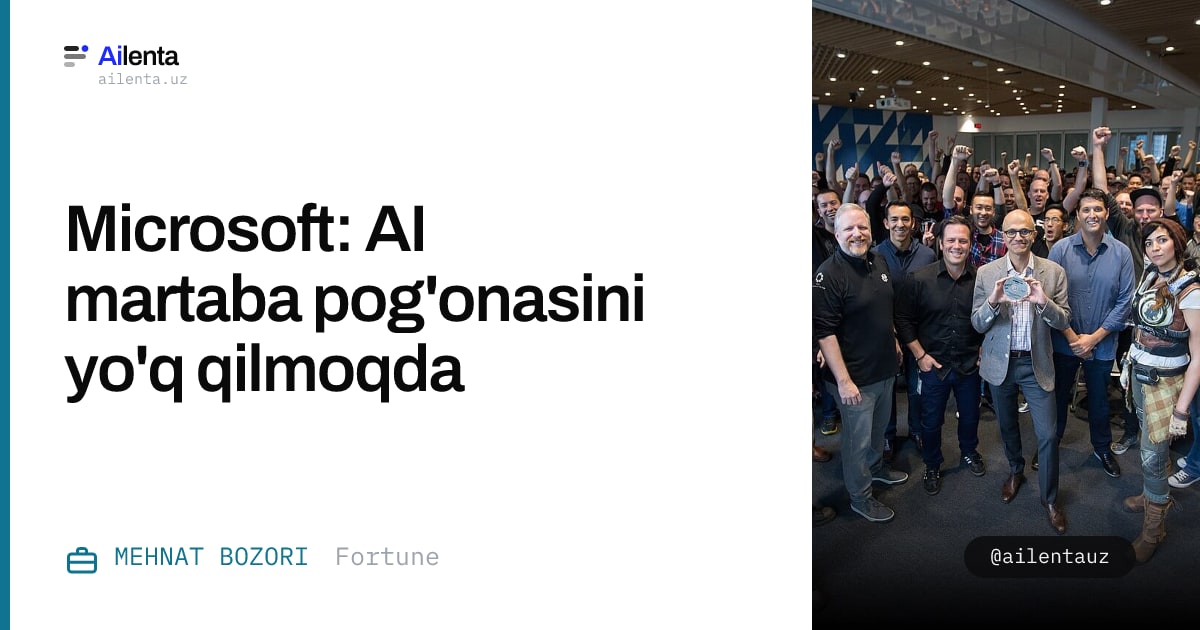 Ailenta
ailenta.uz
Microsoft: AI
martaba pog'onasini
yo'q qilmoqda
MEHNAT BOZORI Fortune
@ailentauz